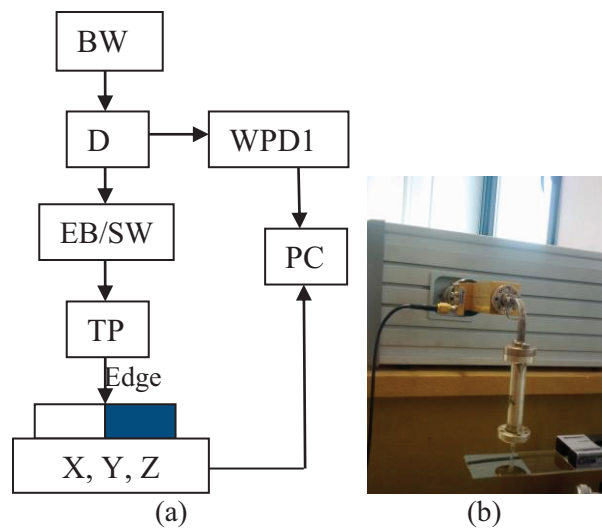 BW
D
WPD1
EB/SW
PC
TP
Edge
X, Y, Z
(a)
(b)